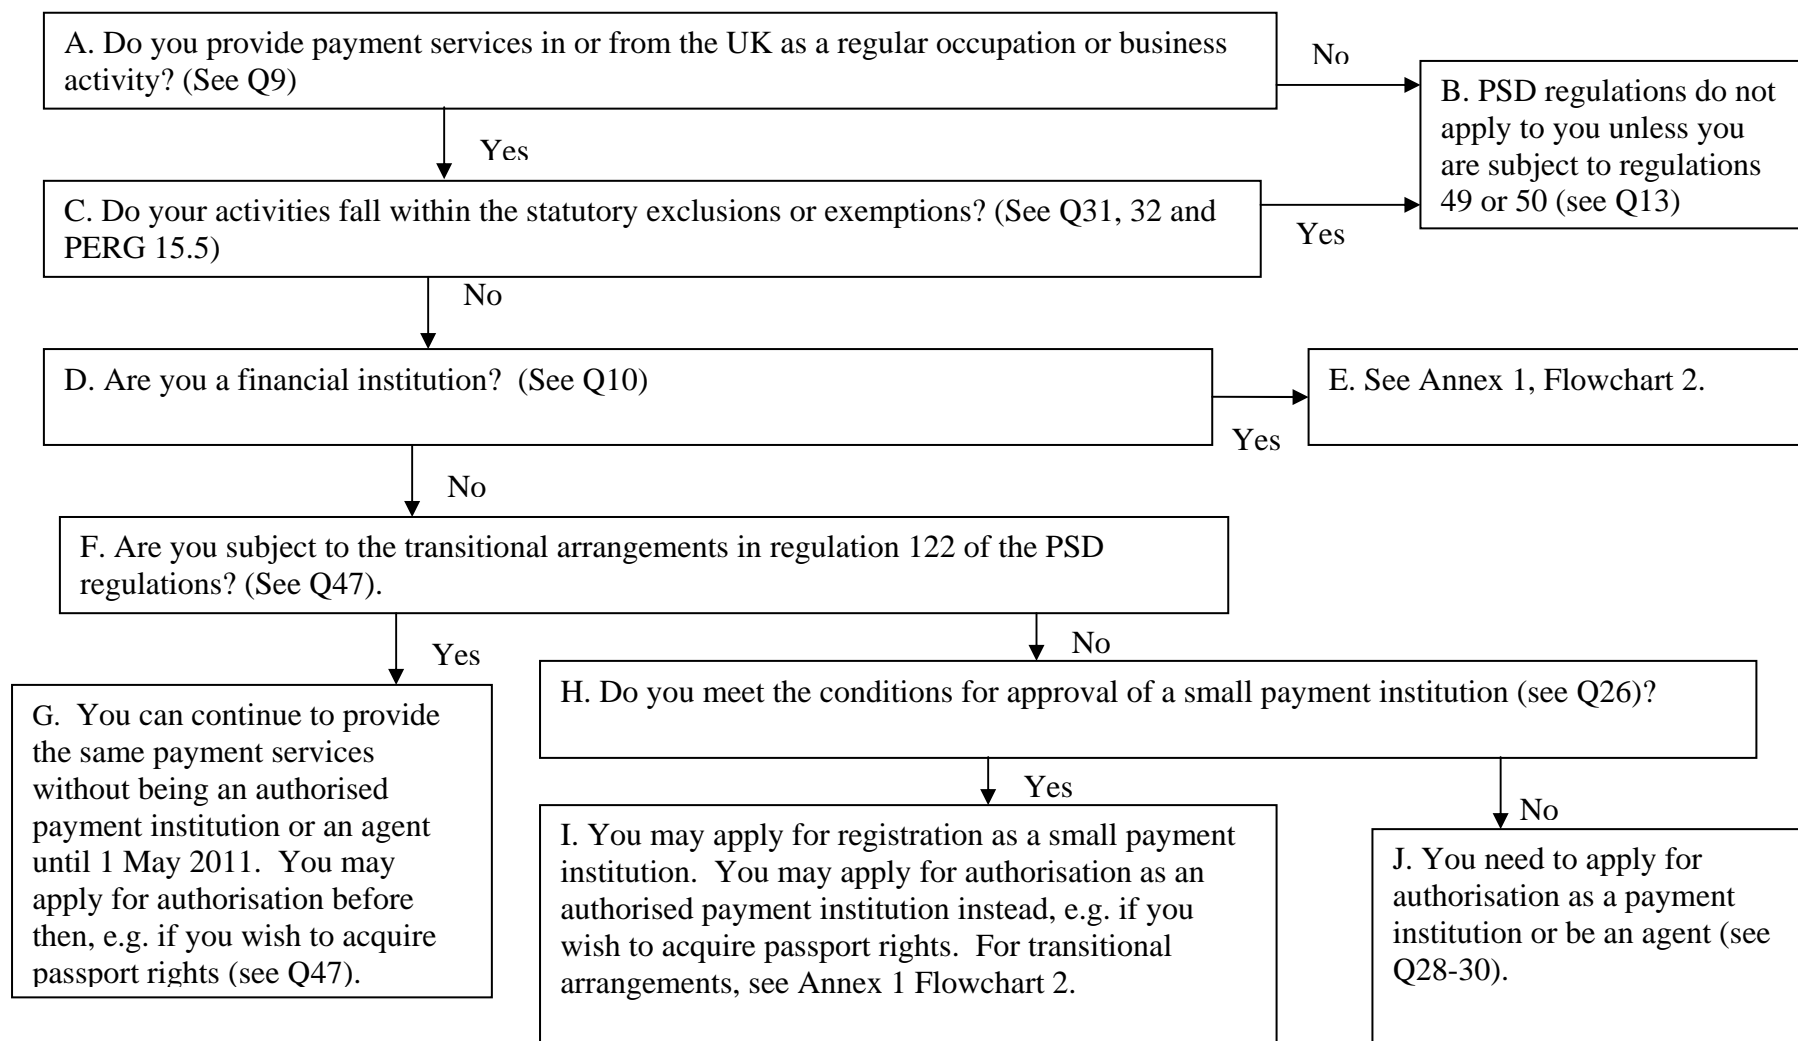 A. Do you provide payment services in or from the UK as a regular occupation or business
activity? (See Q9)
No
B. PSD regulations do not
apply to you unless you
are subject to regulations
49 or 50 (see Q13)
Yes
C. Do your activities fall within the statutory exclusions or exemptions? (See Q31, 32 and
PERG 15.5)
Yes
No
D. Are you a financial institution?  (See Q10)
E. See Annex 1, Flowchart 2.
Yes
No
F. Are you subject to the transitional arrangements in regulation 122 of the PSD
regulations? (See Q47).
Yes
No
G.  You can continue to provide
the same payment services
without being an authorised
payment institution or an agent
until 1 May 2011.  You may
apply for authorisation before
then, e.g. if you wish to acquire
passport rights (see Q47).
H. Do you meet the conditions for approval of a small payment institution (see Q26)?
Yes
No
I. You may apply for registration as a small payment
institution.  You may apply for authorisation as an
authorised payment institution instead, e.g. if you
wish to acquire passport rights.  For transitional
arrangements, see Annex 1 Flowchart 2.
J. You need to apply for
authorisation as a payment
institution or be an agent (see
Q28-30).